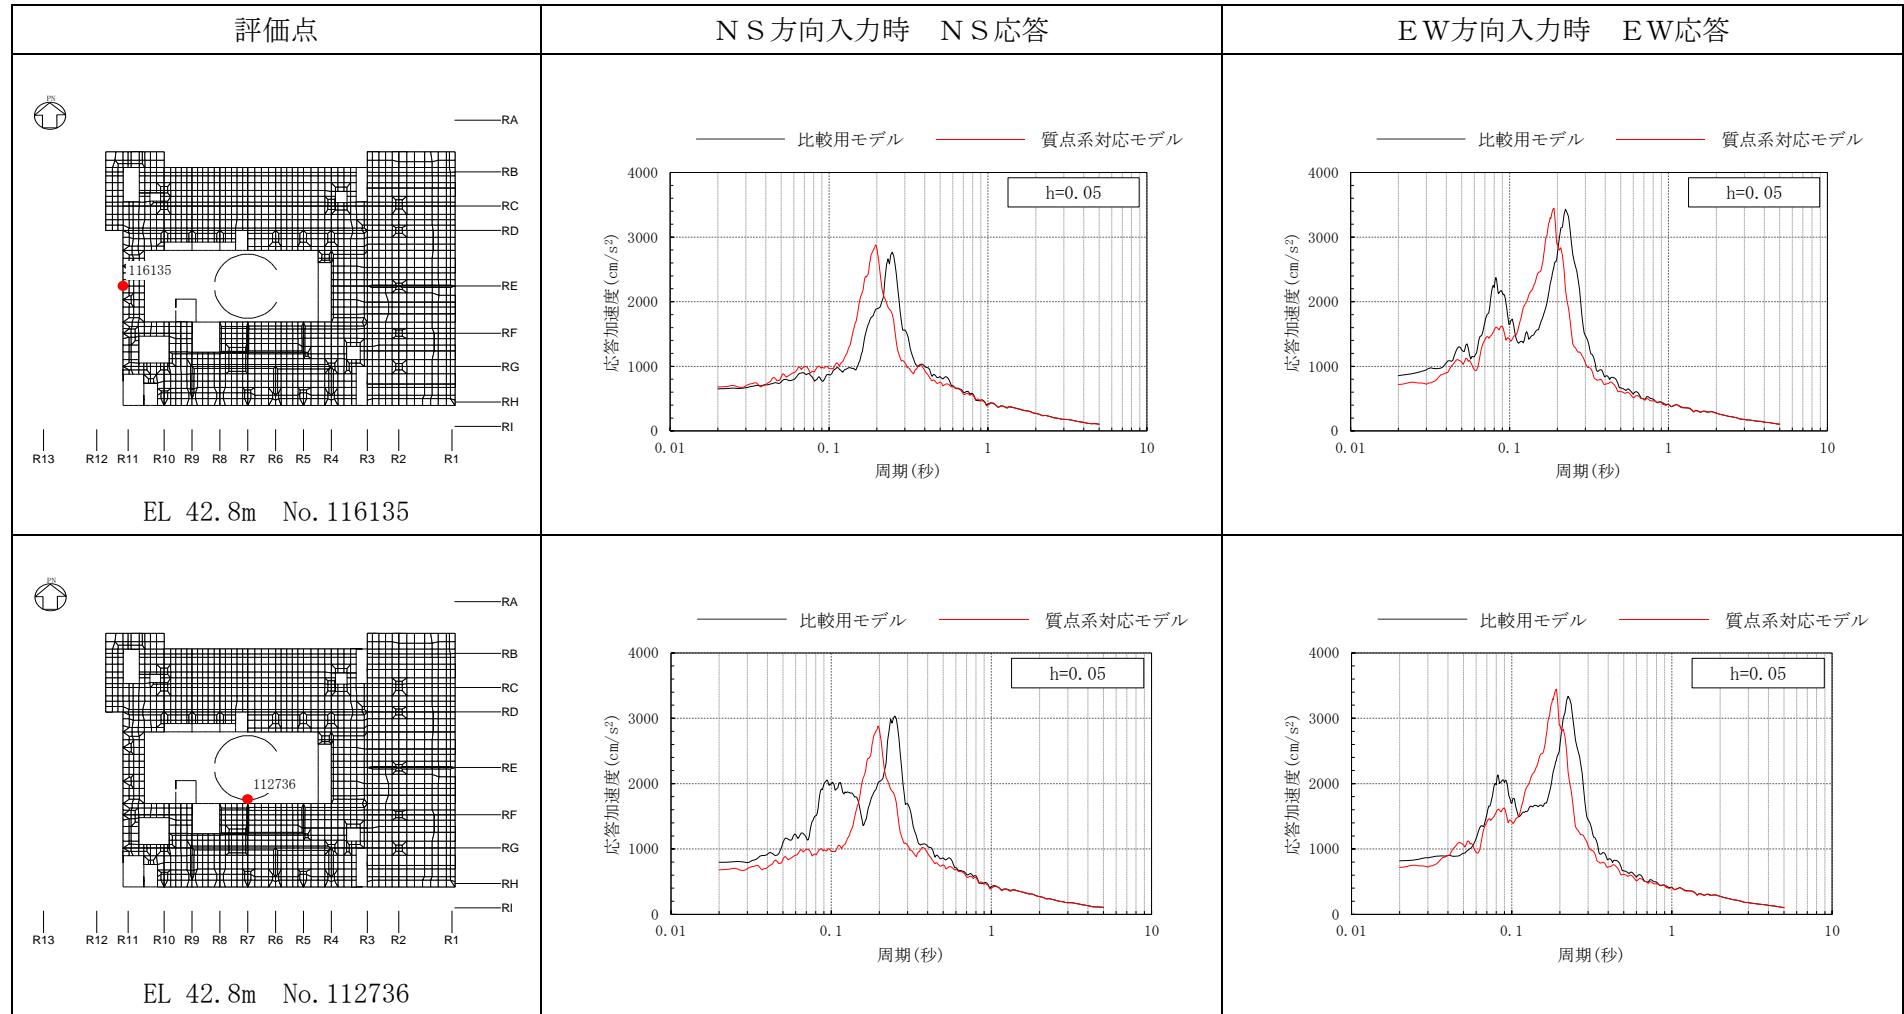 評価点
ＮＳ方向入力時　ＮＳ応答
ＥＷ方向入力時　ＥＷ応答
PN
RA
RB
RC
RD
RE
RF
RG
RH
RI
116135
R13 R12 R11 R10 R9 R8 R7 R6 R5 R4 R3 R2 R1
EL 42.8m　No.116135
比較用モデル　質点系対応モデル
h=0.05
応答加速度(cm/s²)
4000
3000
2000
1000
0
0.01 0.1 1 10
周期(秒)
比較用モデル　質点系対応モデル
h=0.05
応答加速度(cm/s²)
4000
3000
2000
1000
0
0.01 0.1 1 10
周期(秒)
PN
RA
RB
RC
RD
RE
RF
RG
RH
RI
112736
R13 R12 R11 R10 R9 R8 R7 R6 R5 R4 R3 R2 R1
EL 42.8m　No.112736
比較用モデル　質点系対応モデル
h=0.05
応答加速度(cm/s²)
4000
3000
2000
1000
0
0.01 0.1 1 10
周期(秒)
比較用モデル　質点系対応モデル
h=0.05
応答加速度(cm/s²)
4000
3000
2000
1000
0
0.01 0.1 1 10
周期(秒)